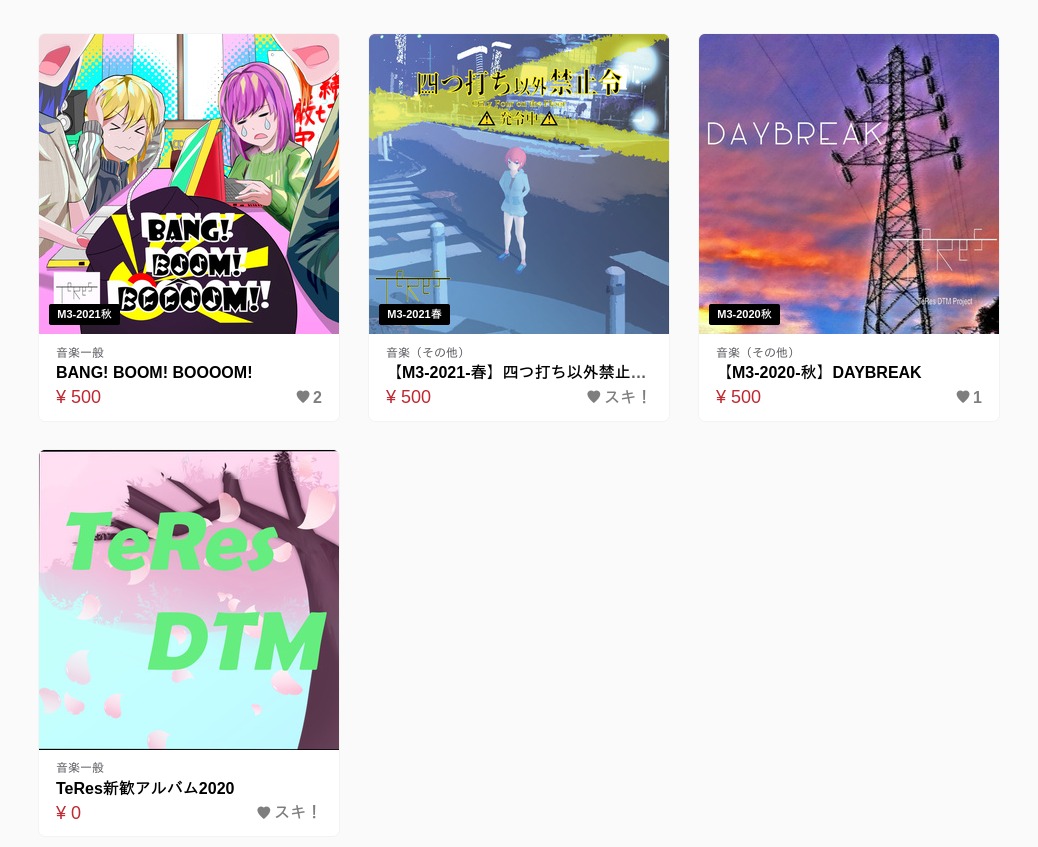 BANG!
BOOM!
BOOOOM!!
M3-2021秋
音楽一般
BANG! BOOM! BOOOOM!
¥ 500
2
四つ打ち以外禁止令
発令中
M3-2021春
音楽（その他）
【M3-2021-春】四つ打ち以外禁止…
¥ 500
スキ！
DAYBREAK
TeRes
TeRes DTM Project
M3-2020秋
音楽（その他）
【M3-2020-秋】DAYBREAK
¥ 500
1
TeRes
DTM
音楽一般
TeRes新歓アルバム2020
¥ 0
スキ！